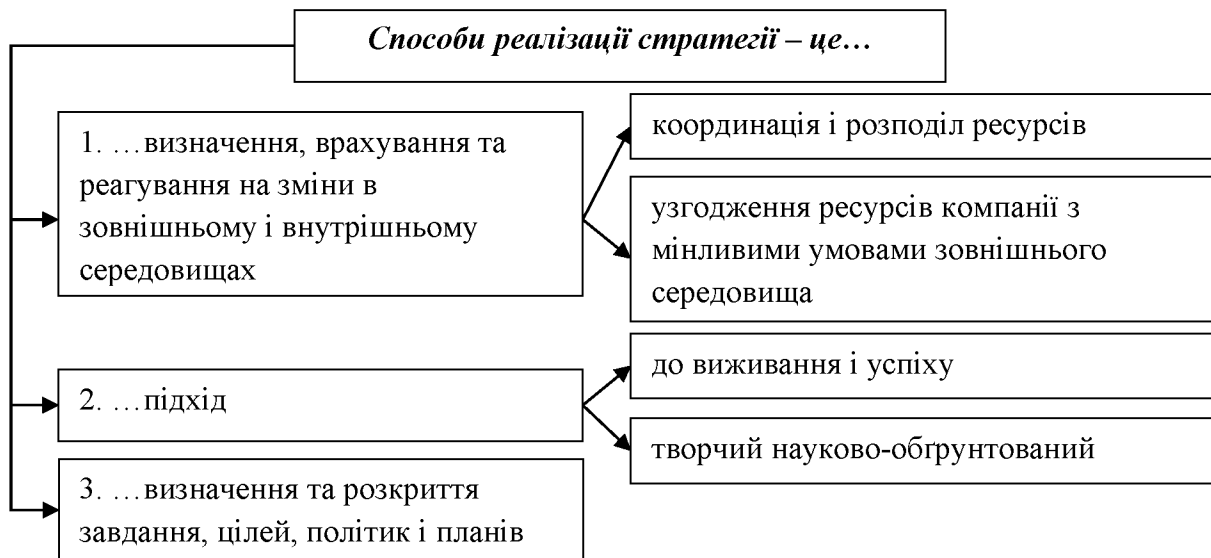 Способи реалізації стратегії – це…
1. …визначення, врахування та
реагування на зміни в
зовнішньому і внутрішньому
середовищах
координація і розподіл ресурсів
узгодження ресурсів компанії з
мінливими умовами зовнішнього
середовища
2. …підхід
до виживання і успіху
творчий науково-обґрунтований
3. …визначення та розкриття
завдання, цілей, політик і планів